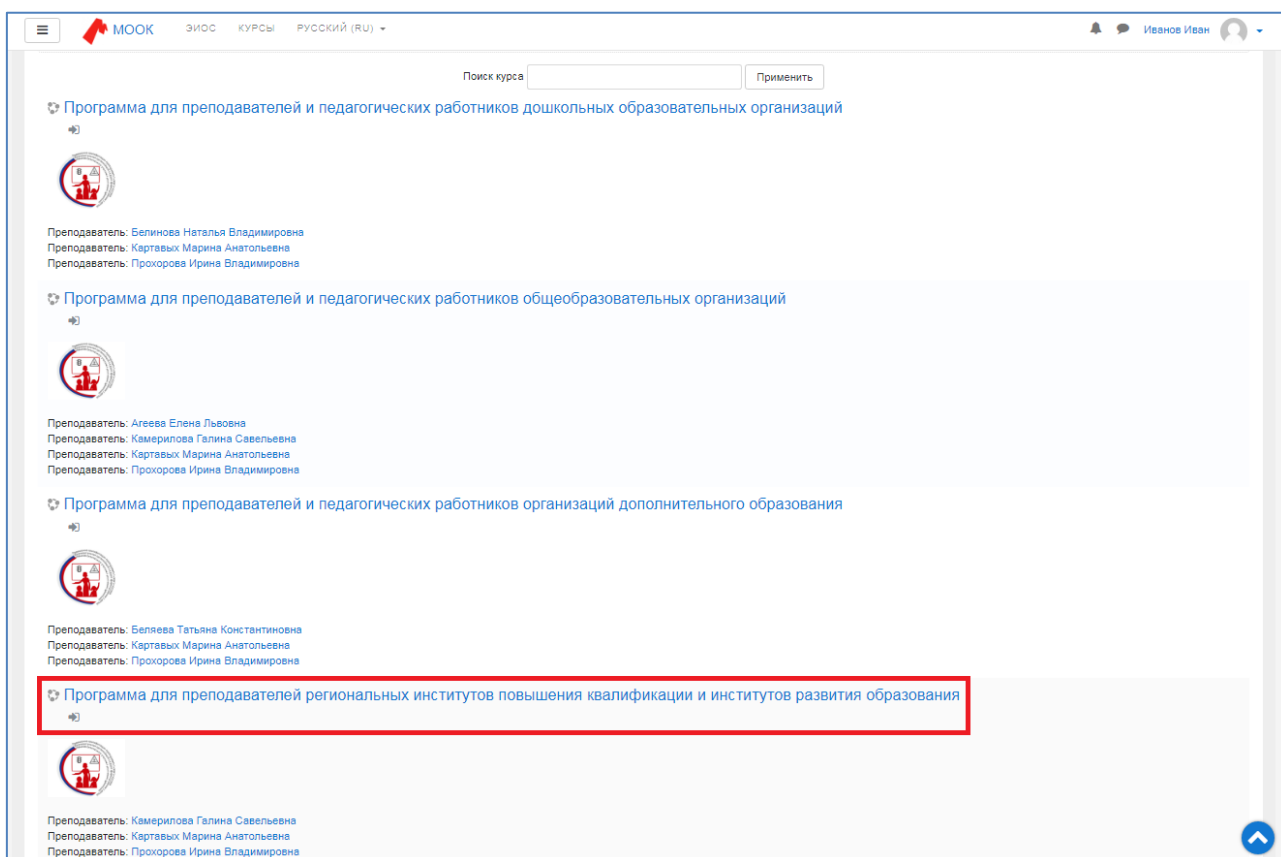 МООК ЭИОС КУРСЫ РУССКИЙ (RU) Иванов Иван
Поиск курса Применить
Программа для преподавателей и педагогических работников дошкольных образовательных организаций
Преподаватель: Белинова Наталья Владимировна
Преподаватель: Картавых Марина Анатольевна
Преподаватель: Прохорова Ирина Владимировна
Программа для преподавателей и педагогических работников общеобразовательных организаций
Преподаватель: Агеева Елена Львовна
Преподаватель: Камерилова Галина Савельевна
Преподаватель: Картавых Марина Анатольевна
Преподаватель: Прохорова Ирина Владимировна
Программа для преподавателей и педагогических работников организаций дополнительного образования
Преподаватель: Беляева Татьяна Константиновна
Преподаватель: Картавых Марина Анатольевна
Преподаватель: Прохорова Ирина Владимировна
Программа для преподавателей региональных институтов повышения квалификации и институтов развития образования
Преподаватель: Камерилова Галина Савельевна
Преподаватель: Картавых Марина Анатольевна
Преподаватель: Прохорова Ирина Владимировна